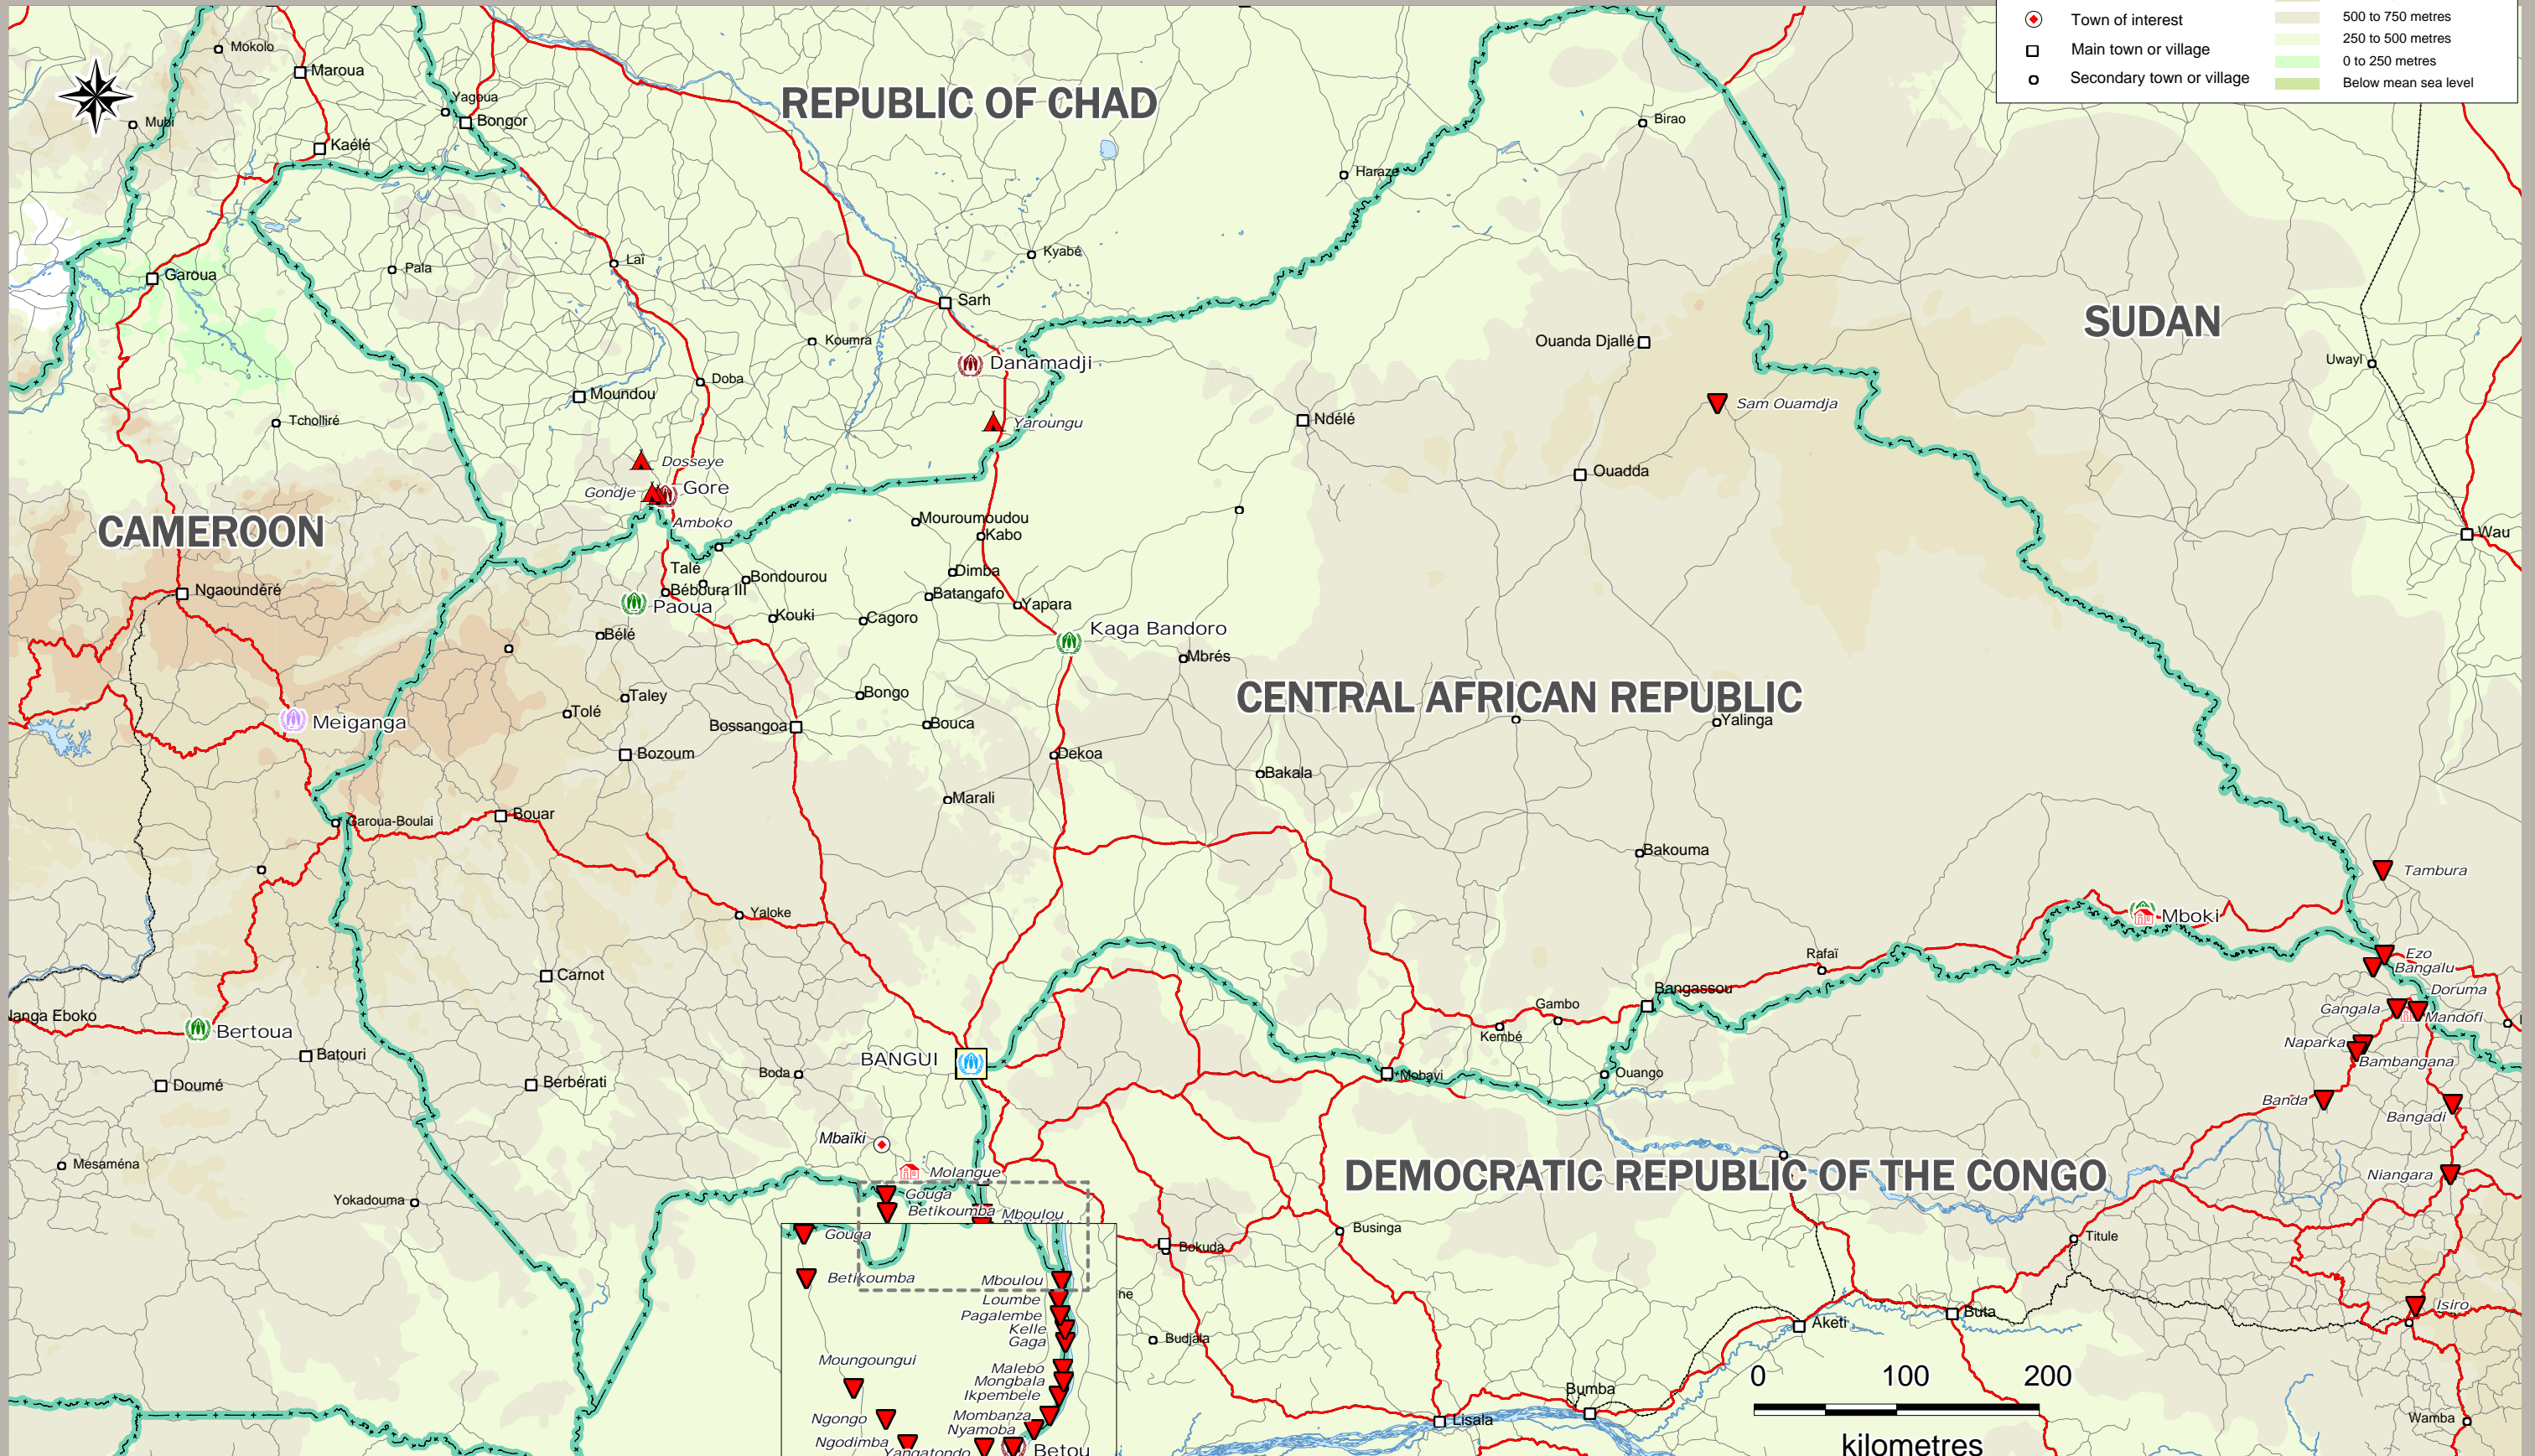 Town of interest
Main town or village
Secondary town or village
500 to 750 metres
250 to 500 metres
0 to 250 metres
Below mean sea level
Mokolo
Maroua
Mubi
Yagoua
Bongor
Kaélé
REPUBLIC OF CHAD
Birao
Haraze
Garoua
Pala
Laï
Kyabé
Sarh
SUDAN
Koumra
Danamadji
Ouanda Djallé
Uwayl
Doba
Moundou
Tcholliré
Yaroungu
Ndélé
Sam Ouamdja
Dosseye
Gondje
Gore
Ouadda
Amboko
CAMEROON
Mouroumoudou
Kabo
Wau
Talé
Bondourou
Dimba
Ngaoundéré
Béboura III
Paoua
Batangafo
Yapara
Kouki
Cagoro
Bélé
Kaga Bandoro
Mbrés
Taley
Bongo
CENTRAL AFRICAN REPUBLIC
Meiganga
Tolé
Bossangoa
Bouca
Yalinga
Bozoum
Dekoa
Bakala
Marali
Garoua-Boulai
Bouar
Bakouma
Tambura
Yaloke
Mboki
Carnot
Rafaï
Ezo
Bangalu
Bangassou
Doruma
Gambo
Gangala
Mandofi
Nanga Eboko
Bertoua
Kembé
Naparka
Batouri
BANGUI
Bambangana
Doumé
Berbérati
Boda
Mobayi
Ouango
Banda
Bangadi
Mbaïki
Mesaména
Molangue
DEMOCRATIC REPUBLIC OF THE CONGO
Niangara
Yokadouma
Gouga
Betikoumba
Mboulou
Businga
Gouga
Bokuda
Titule
Betikoumba
Mboulou
Loumbe
ne
Pagalembe
Isiro
Kelle
Buta
Gaga
Budjala
Aketi
Moungoungui
Malebo
Mongbala
Ikpembele
0 100 200
Bumba
Ngongo
Mombanza
Lisala
Wamba
Nyamoba
Ngodimba
Yangatondo
Betou
kilometres